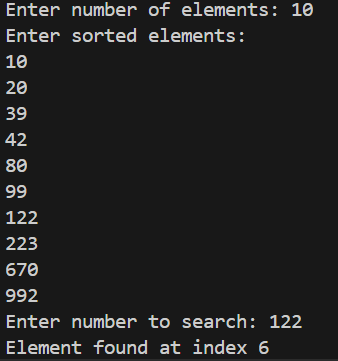 Enter number of elements: 10
Enter sorted elements:
10
20
39
42
80
99
122
223
670
992
Enter number to search: 122
Element found at index 6